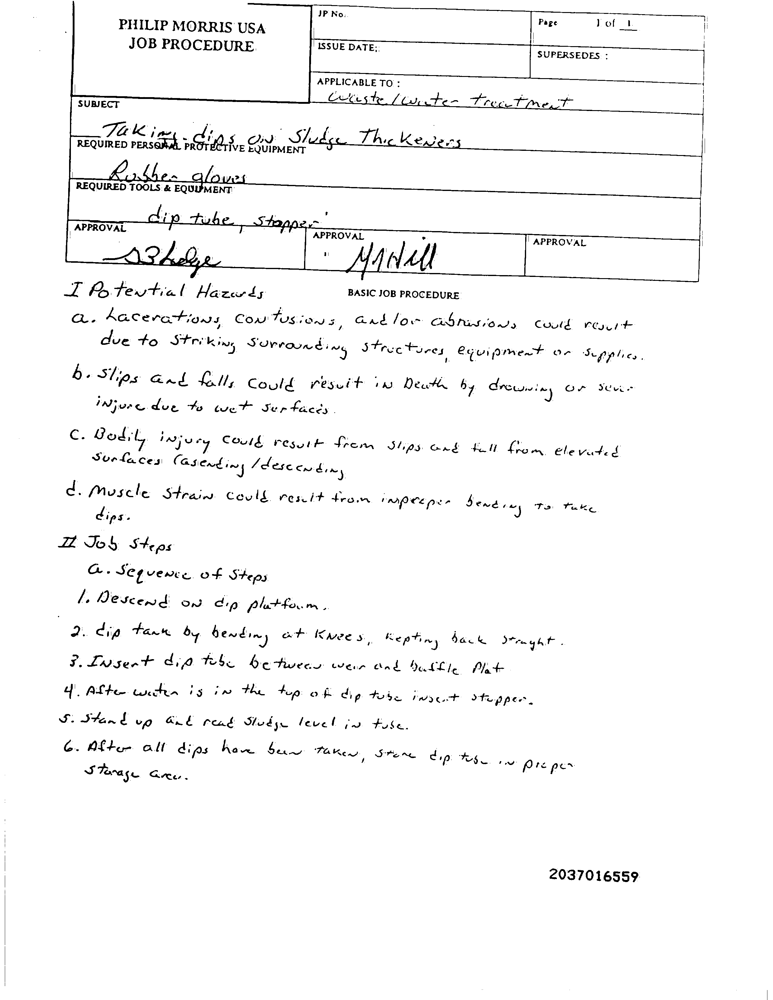 PHILIP MORRIS USA
JOB PROCEDURE
JP No.
Page 1 of 1
ISSUE DATE:
SUPERSEDES :
APPLICABLE TO :
Waste/Water treatment
SUBJECT
Taking dips on Sludge Thickeners
REQUIRED PERSONAL PROTECTIVE EQUIPMENT
Rubber gloves
REQUIRED TOOLS & EQUIPMENT
dip tube, stopper
APPROVAL
APPROVAL
APPROVAL
M Hill
I Potential Hazards
BASIC JOB PROCEDURE
a. Lacerations, contusions, and/or abrasions could result
due to striking surrounding structures, equipment or supplies.
b. Slips and falls could result in Death by drowning or sever
injure due to wet surfaces.
c. Bodily injury could result from slips and fall from elevated
surfaces (asending/descending
d. Muscle strain could result from improper bending to take
dips.
II Job Steps
a. Sequence of Steps
1. Descend on dip platform.
2. dip tank by bending at Knees, kepting back straght.
3. Insert dip tube between weir and baffle Plat
4. After water is in the top of dip tube insert stopper.
5. Stand up and read sludge level in tube.
6. After all dips have been taken, store dip tube in proper
storage area.
2037016559